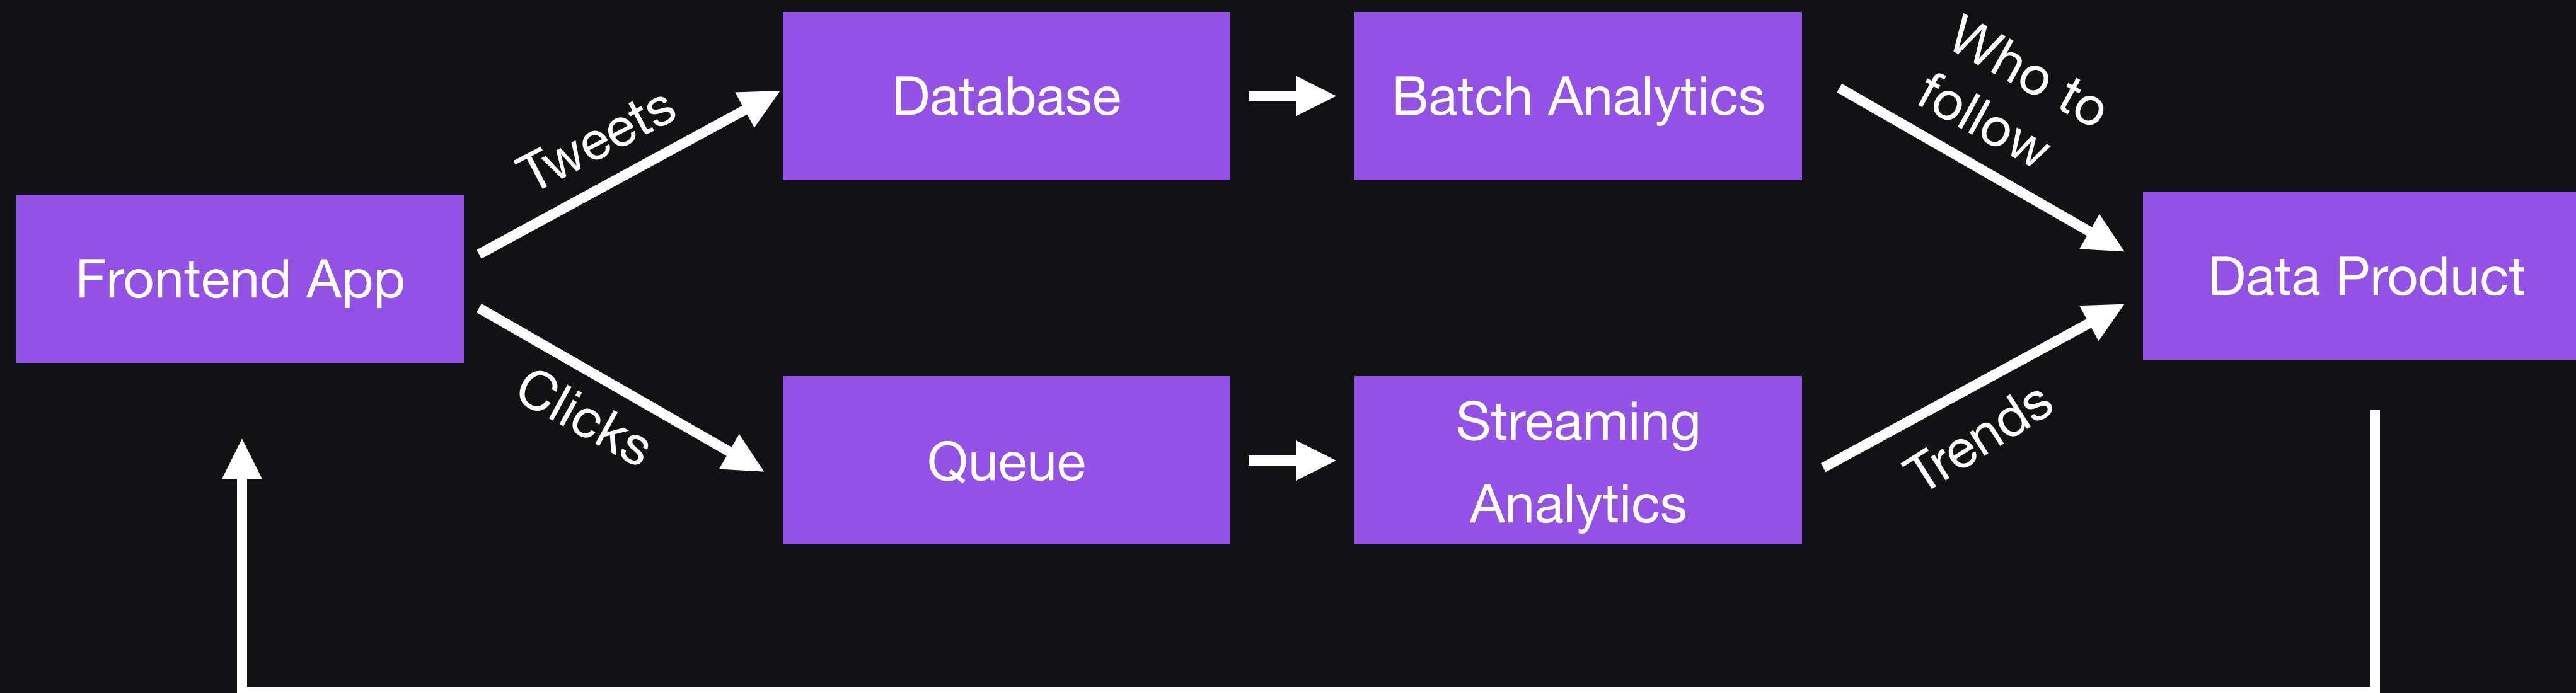 Frontend App
Tweets
Clicks
Database
Queue
Batch Analytics
Streaming
Analytics
Who to
follow
Trends
Data Product